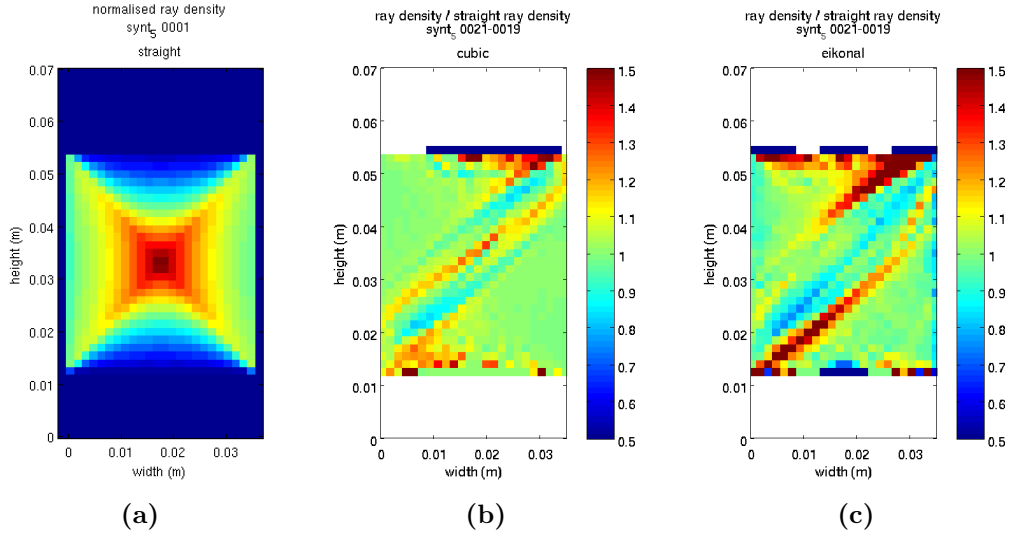 normalised ray density
synt5 0001
straight
0.07
0.06
0.05
0.04
0.03
0.02
0.01
0
height (m)
0 0.01 0.02 0.03
width (m)
(a)
ray density / straight ray density
synt5 0021-0019
cubic
0.07
0.06
0.05
0.04
0.03
0.02
0.01
0
height (m)
0 0.01 0.02 0.03
width (m)
1.5
1.4
1.3
1.2
1.1
1
0.9
0.8
0.7
0.6
0.5
(b)
ray density / straight ray density
synt5 0021-0019
eikonal
0.07
0.06
0.05
0.04
0.03
0.02
0.01
0
height (m)
0 0.01 0.02 0.03
width (m)
1.5
1.4
1.3
1.2
1.1
1
0.9
0.8
0.7
0.6
0.5
(c)